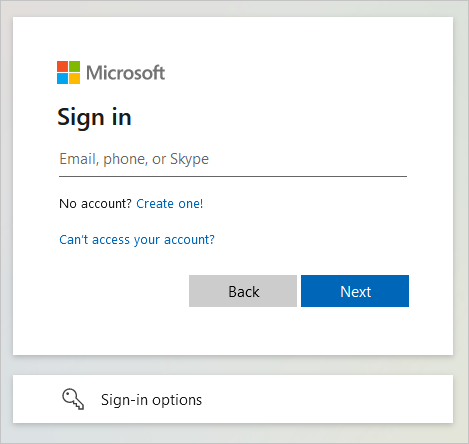 Microsoft
Sign in
Email, phone, or Skype
No account? Create one!
Can't access your account?
Back Next
Sign-in options